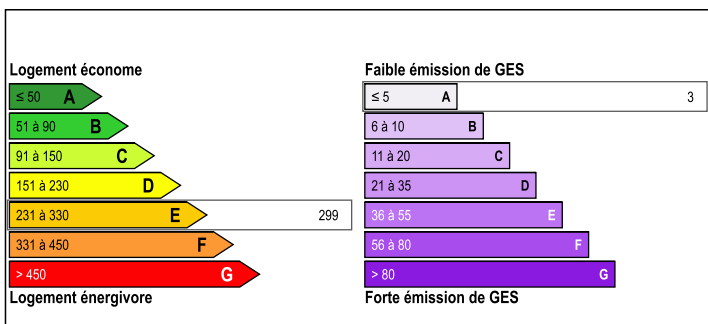 Logement économe
≤ 50 A
51 à 90 B
91 à 150 C
151 à 230 D
231 à 330 E 299
331 à 450 F
> 450 G
Logement énergivore
Faible émission de GES
≤ 5 A 3
6 à 10 B
11 à 20 C
21 à 35 D
36 à 55 E
56 à 80 F
> 80 G
Forte émission de GES